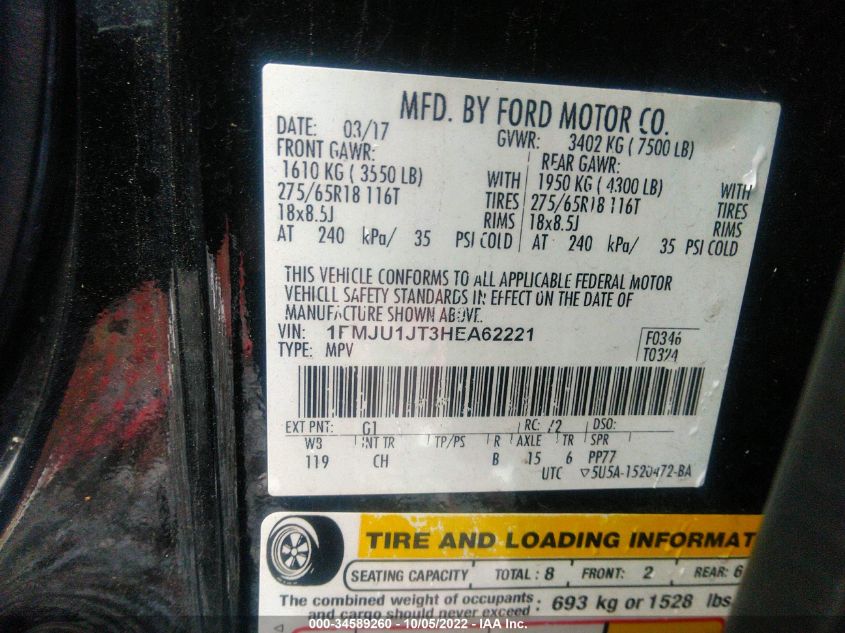 MFD. BY FORD MOTOR CO.
DATE: 03/17 GVWR: 3402 KG ( 7500 LB)
FRONT GAWR: REAR GAWR:
1610 KG ( 3550 LB) WITH 1950 KG ( 4300 LB) WITH
275/65R18 116T TIRES 275/65R18 116T TIRES
18x8.5J RIMS 18x8.5J RIMS
AT 240 kPa/ 35 PSI COLD AT 240 kPa/ 35 PSI COLD
THIS VEHICLE CONFORMS TO ALL APPLICABLE FEDERAL MOTOR
VEHICLE SAFETY STANDARDS IN EFFECT ON THE DATE OF
MANUFACTURE SHOWN ABOVE.
VIN: 1FMJU1JT3HEA62221 F0346
TYPE: MPV T0324
EXT PNT: G1 RC: 72 DSO:
WB INT TR TP/PS R AXLE TR SPR
119 CH B 15 6 PP77
UTC ▽5U5A-1520472-BA
TIRE AND LOADING INFORMAT
SEATING CAPACITY TOTAL : 8 FRONT: 2 REAR: 6
The combined weight of occupants and cargo should never exceed : 693 kg or 1528 lbs
000-34589260 - 10/05/2022 - IAA Inc.